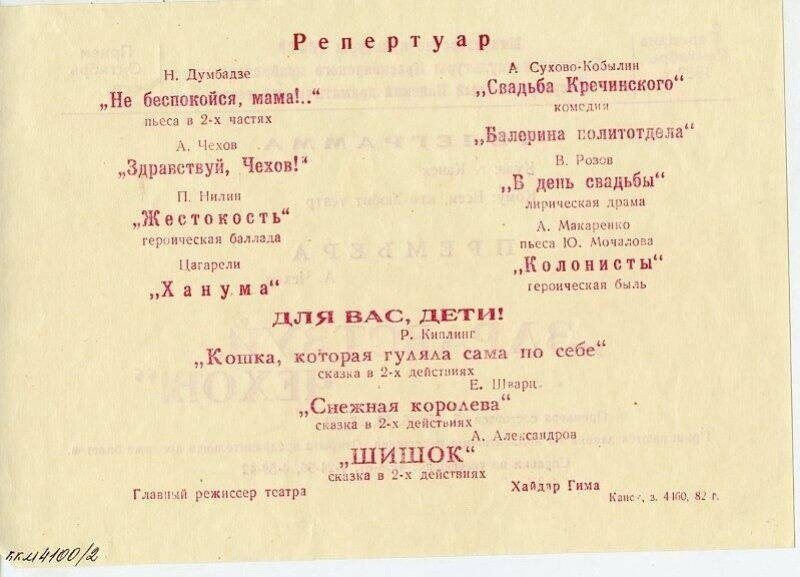 Репертуар
Н. Думбадзе
„Не беспокойся, мама!..“
пьеса в 2-х частях
А. Чехов
„Здравствуй, Чехов!“
П. Нилин
„Жестокость“
героическая баллада
Цагарели
„Ханума“
А Сухово-Кобылин
„Свадьба Кречинского“
комедия
„Балерина политотдела“
В. Розов
„В день свадьбы“
лирическая драма
А. Макаренко
пьеса Ю. Мочалова
„Колонисты“
героическая быль
ДЛЯ ВАС, ДЕТИ!
Р. Киплинг
„Кошка, которая гуляла сама по себе“
сказка в 2-х действиях
Е. Шварц
„Снежная королева“
сказка в 2-х действиях
А. Александров
„ШИШОК“
сказка в 2-х действиях
Главный режиссер театра Хайдар Гима
Канск, з. 4460, 82 г.
ккм4100/2